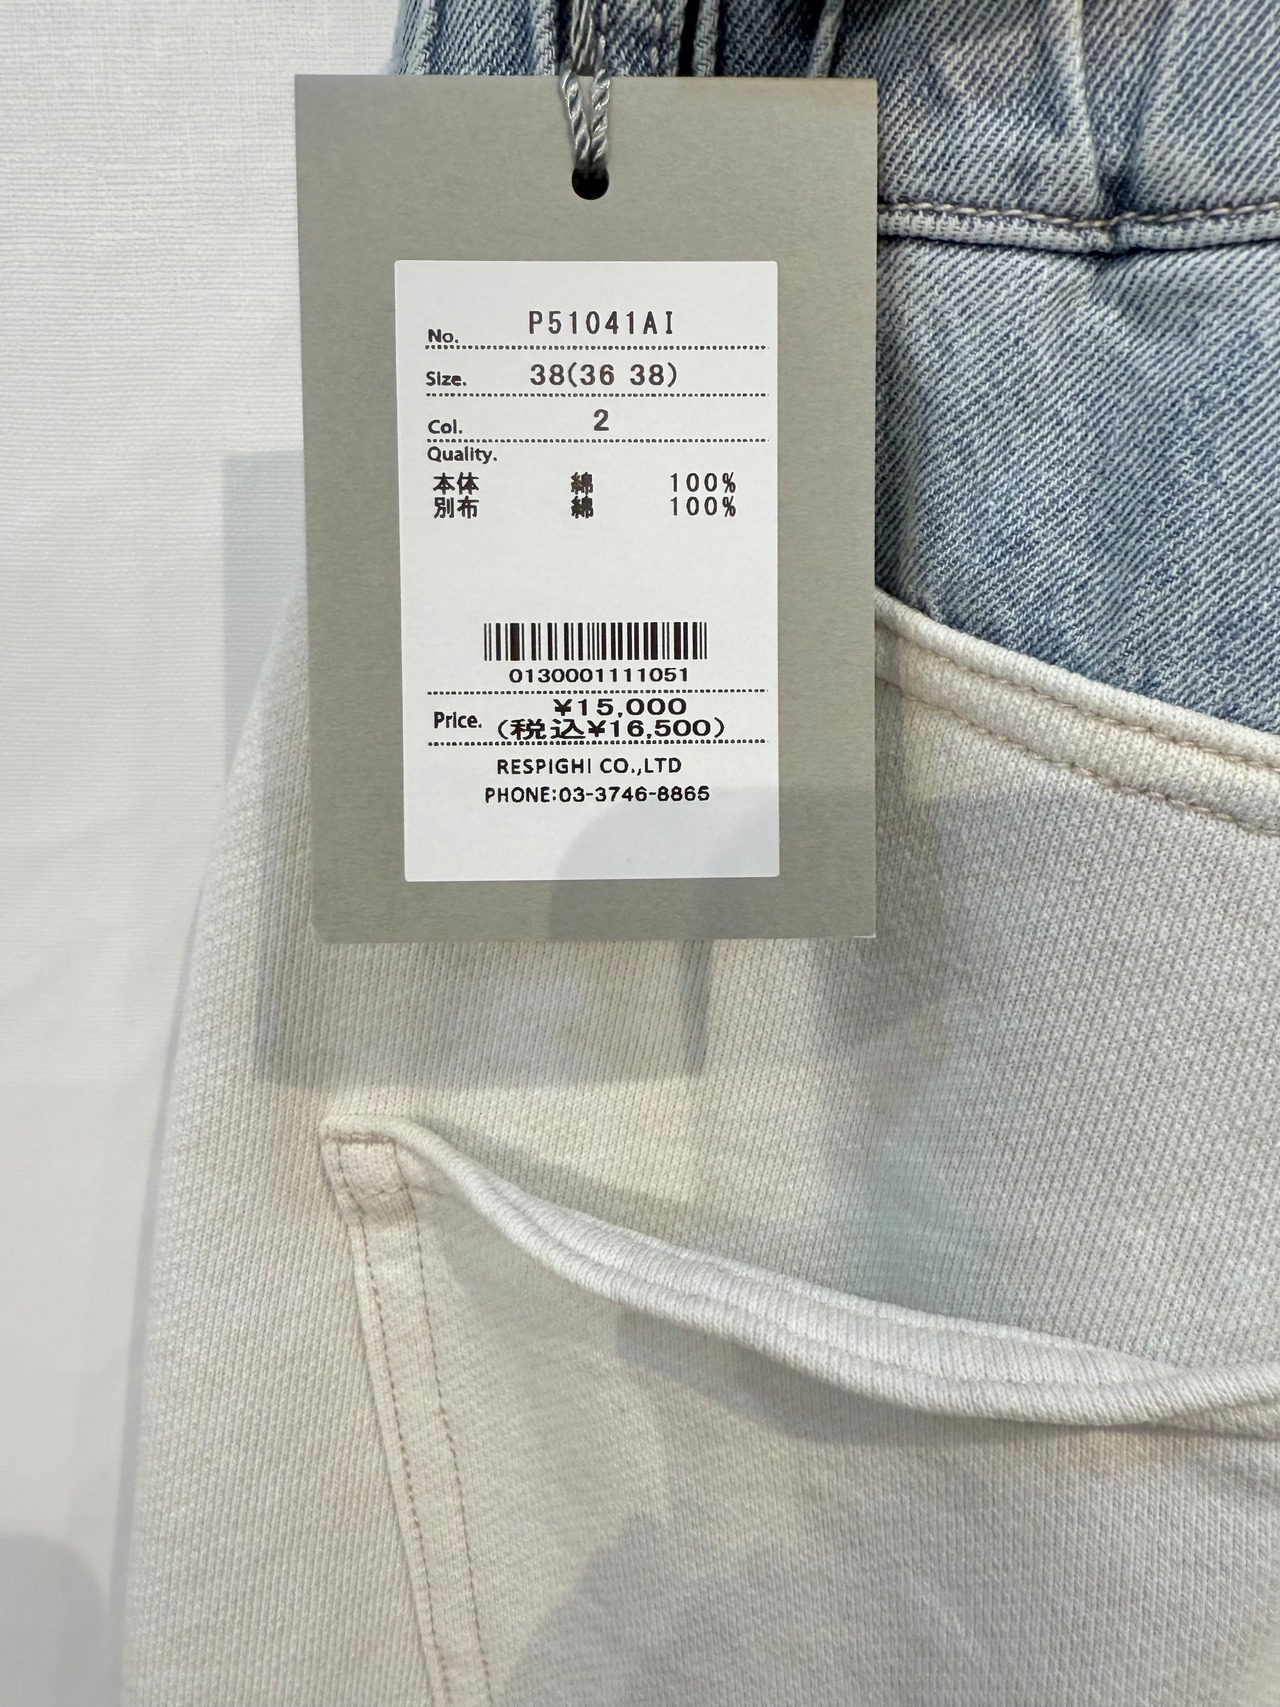 No. P51041AI
Size. 38(36 38)
Col. 2
Quality.
本体 綿 100%
別布 綿 100%
0130001111051
¥15,000
Price. (税込¥16,500)
RESPIGHI CO.,LTD
PHONE:03-3746-8865